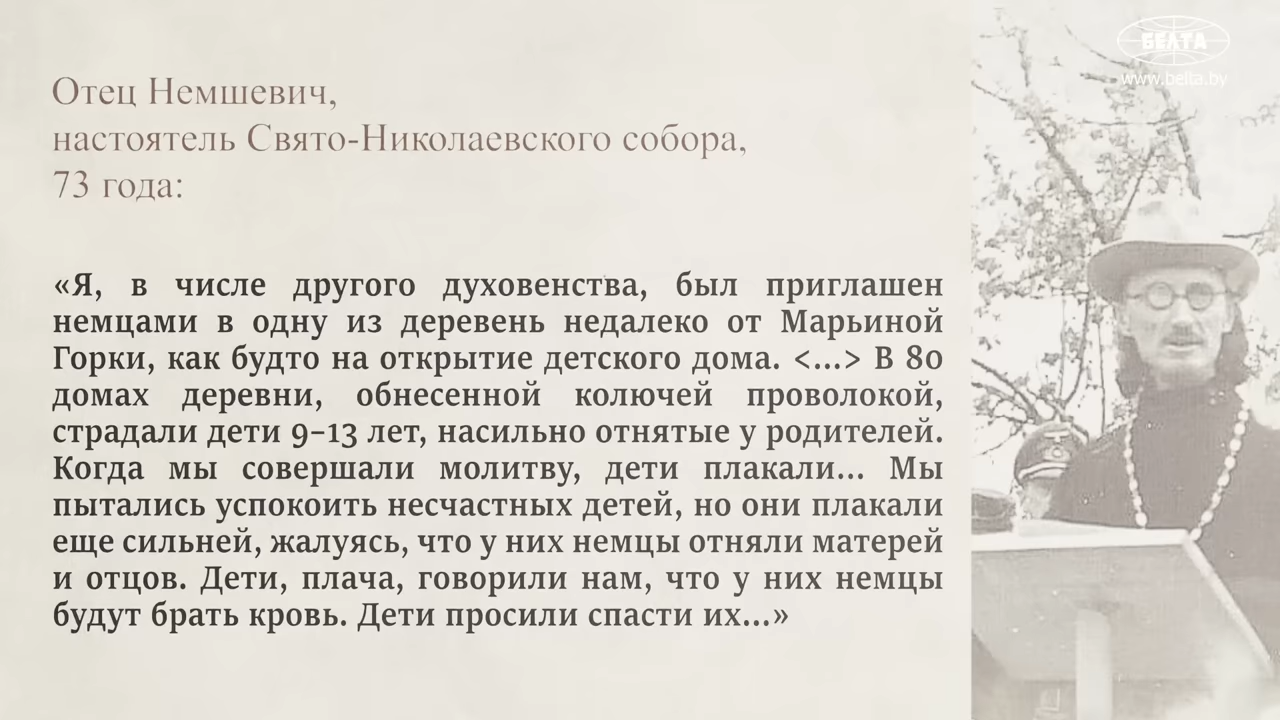 БЕЛТА
www.belta.by
Отец Немшевич,
настоятель Свято-Николаевского собора,
73 года:
«Я, в числе другого духовенства, был приглашен
немцами в одну из деревень недалеко от Марьиной
Горки, как будто на открытие детского дома. <...> В 80
домах деревни, обнесенной колючей проволокой,
страдали дети 9–13 лет, насильно отнятые у родителей.
Когда мы совершали молитву, дети плакали... Мы
пытались успокоить несчастных детей, но они плакали
еще сильней, жалуясь, что у них немцы отняли матерей
и отцов. Дети, плача, говорили нам, что у них немцы
будут брать кровь. Дети просили спасти их...»